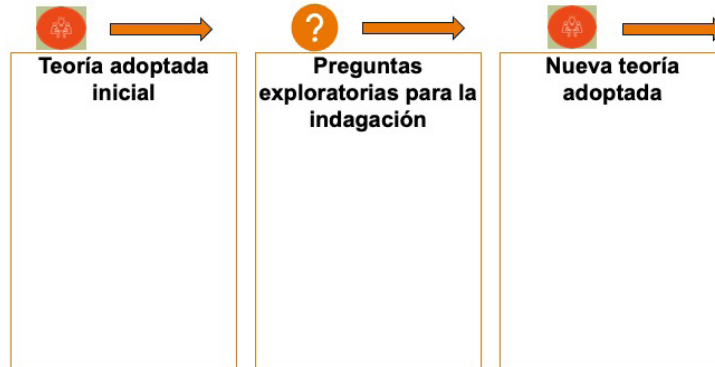 ?
Teoría adoptada
inicial
Preguntas
exploratorias para la
indagación
Nueva teoría
adoptada